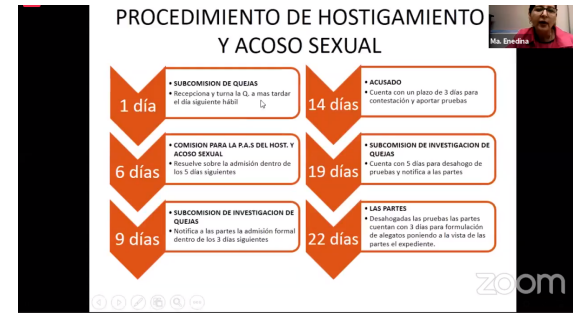 PROCEDIMIENTO DE HOSTIGAMIENTO
Y ACOSO SEXUAL
Ma. Enedina
1 día
• SUBCOMISION DE QUEJAS
• Recepciona y turna la Q. a mas tardar
el día siguiente hábil
6 días
• COMISION PARA LA P.A.S DEL HOST. Y
ACOSO SEXUAL
• Resuelve sobre la admisión dentro de
los 5 días siguientes
9 días
• SUBCOMISION DE INVESTIGACION DE
QUEJAS
• Notifica a las partes la admisión formal
dentro de los 3 días siguientes
14 días
• ACUSADO
• Cuenta con un plazo de 3 días para
contestación y aportar pruebas
19 días
• SUBCOMISION DE INVESTIGACION DE
QUEJAS
• Cuenta con 5 días para desahogo de
pruebas y notifica a las partes
22 días
• LAS PARTES
• Desahogadas las pruebas las partes
cuentan con 3 días para formulación
de alegatos poniendo a la vista de las
partes el expediente.
zoom